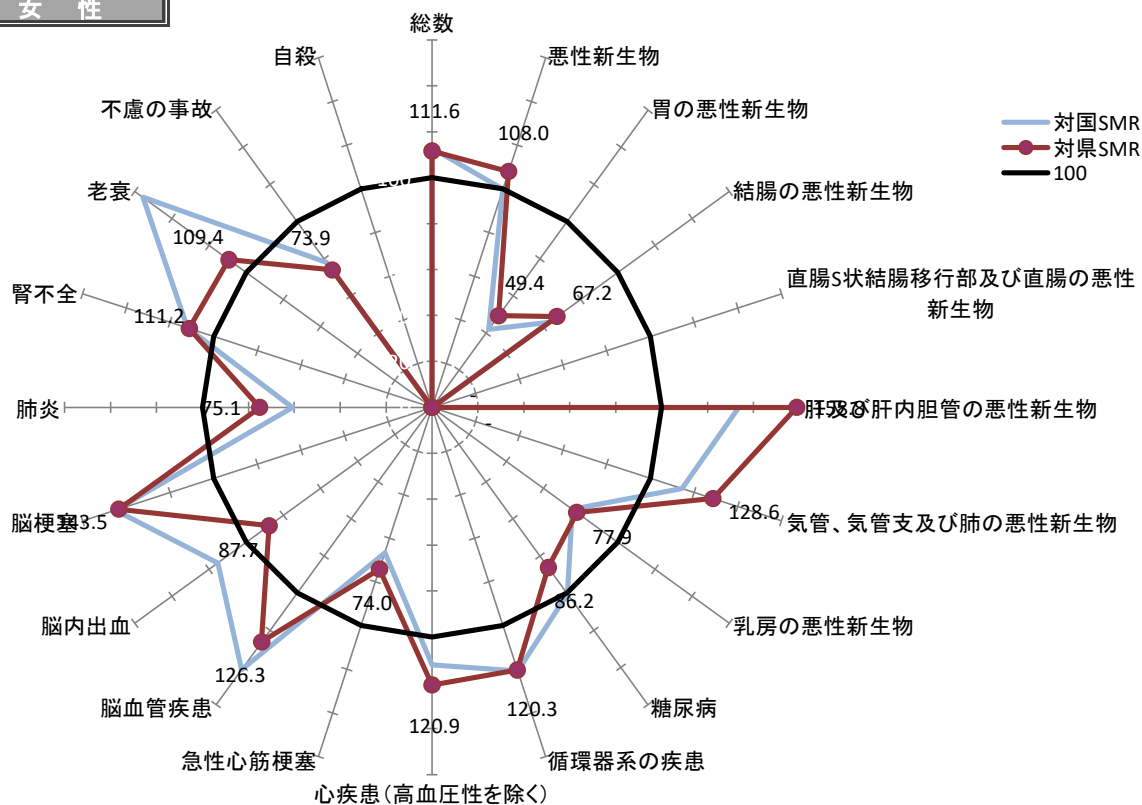 女 性
総数
悪性新生物
胃の悪性新生物
結腸の悪性新生物
直腸S状結腸移行部及び直腸の悪性
新生物
肝及び肝内胆管の悪性新生物
気管、気管支及び肺の悪性新生物
乳房の悪性新生物
糖尿病
循環器系の疾患
心疾患(高血圧性を除く)
急性心筋梗塞
脳血管疾患
脳内出血
脳梗塞
肺炎
腎不全
老衰
不慮の事故
自殺
対国SMR
対県SMR
100
111.6
108.0
49.4
67.2
-
-
128.6
77.9
86.2
120.3
120.9
74.0
126.3
87.7
143.5
75.1
111.2
109.4
73.9